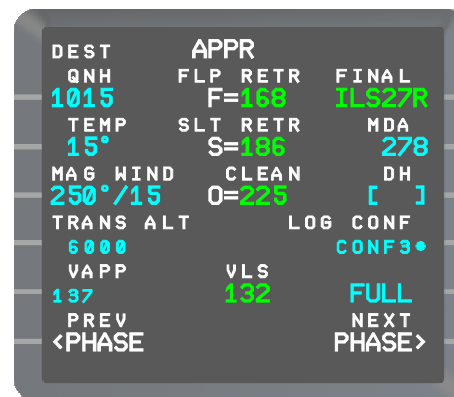 DEST APPR
QNH FLP RETR FINAL
1015 F=168 ILS27R
TEMP SLT RETR MDA
15° S=186 278
MAG WIND CLEAN DH
250°/15 O=225 [ ]
TRANS ALT LOG CONF
6000 CONF3●
VAPP VLS
137 132 FULL
PREV NEXT
<PHASE PHASE>